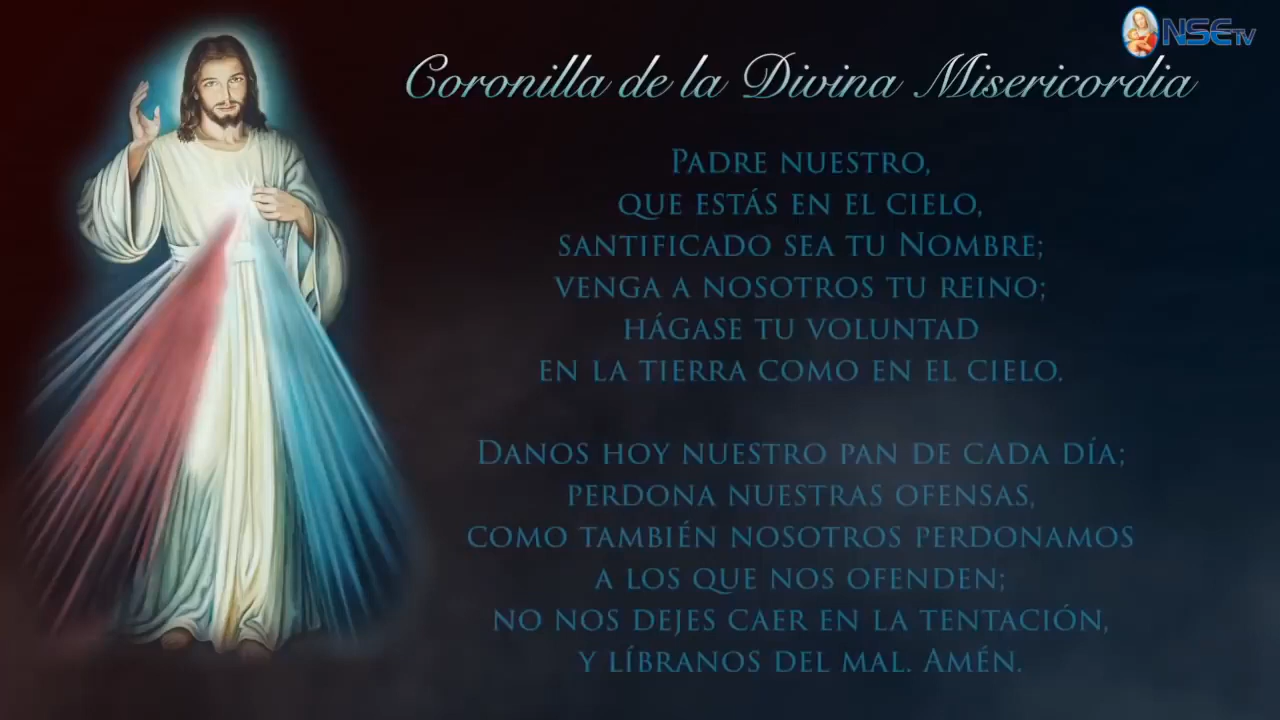 NSETV
Coronilla de la Divina Misericordia
Padre nuestro,
que estás en el cielo,
santificado sea tu Nombre;
venga a nosotros tu reino;
hágase tu voluntad
en la tierra como en el cielo.
Danos hoy nuestro pan de cada día;
perdona nuestras ofensas,
como también nosotros perdonamos
a los que nos ofenden;
no nos dejes caer en la tentación,
y líbranos del mal. Amén.